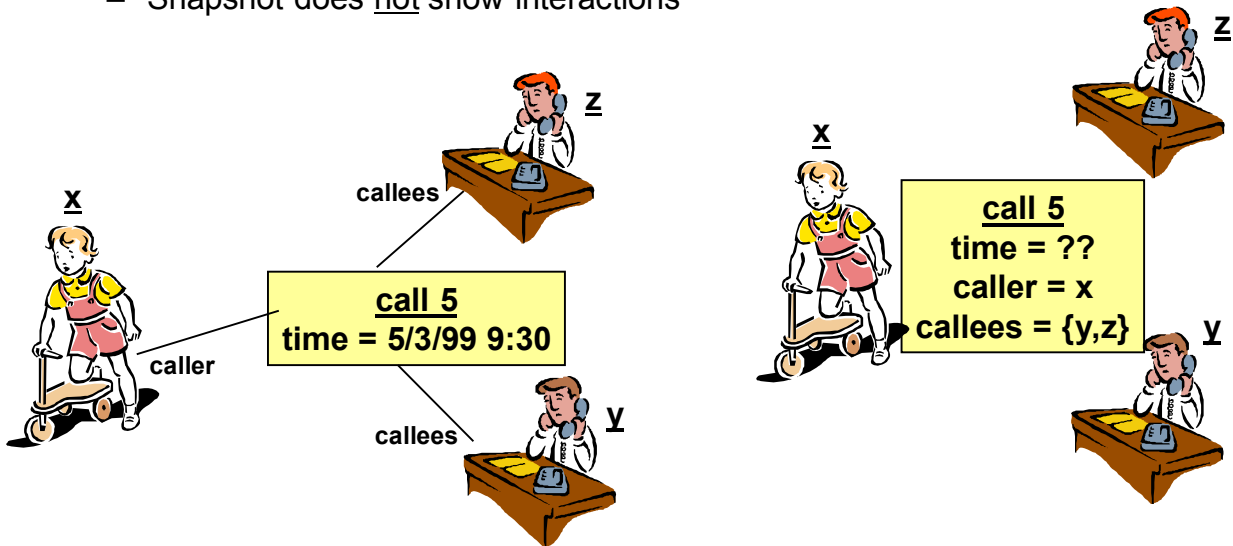 – Snapshot does not show interactions
z
callees
x
call 5
time = 5/3/99 9:30
caller
y
callees
z
x
call 5
time = ??
caller = x
callees = {y,z}
y